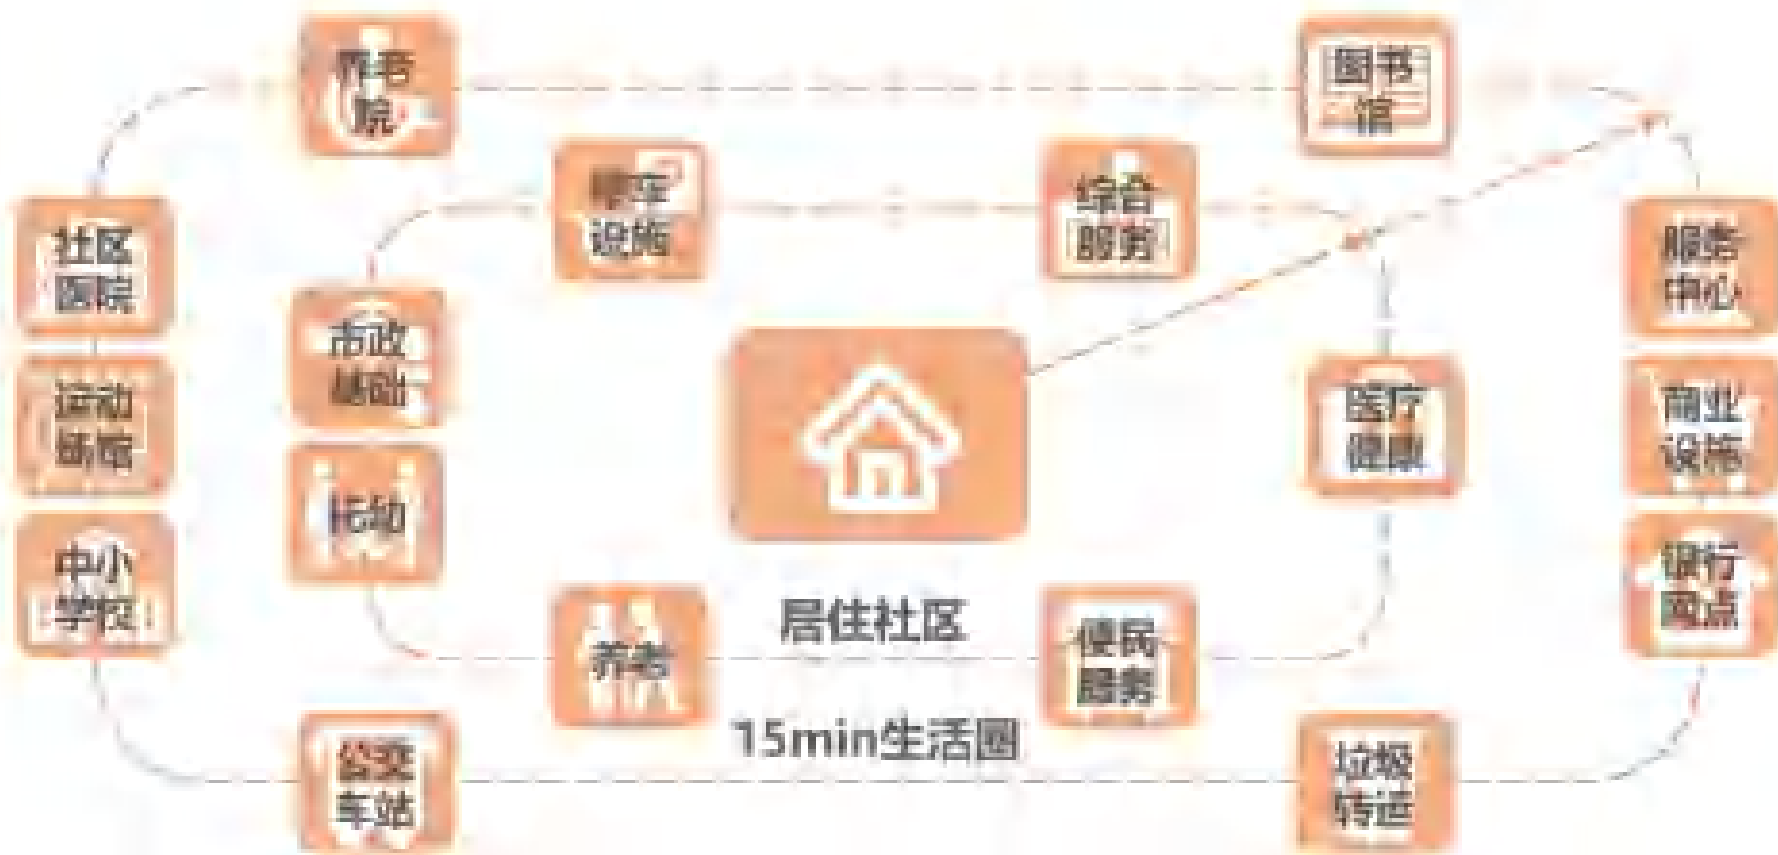 养老
院
图书
馆
停车
设施
综合
服务
社区
医院
服务
中心
市政
基础
运动
场馆
医疗
健康
商业
设施
活动
中小
学校
银行
网点
养老
居住社区
便民
服务
15min生活圈
公交
车站
垃圾
转运